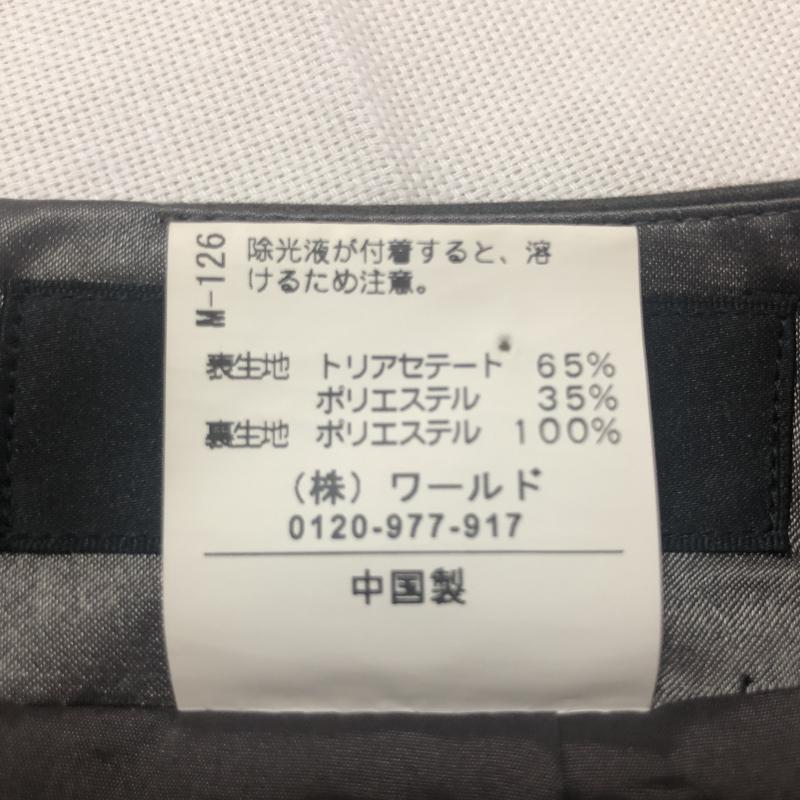 M-126
除光液が付着すると、溶
けるため注意。
表生地 トリアセテート 65%
ポリエステル 35%
裏生地 ポリエステル 100%
（株）ワールド
0120-977-917
中国製